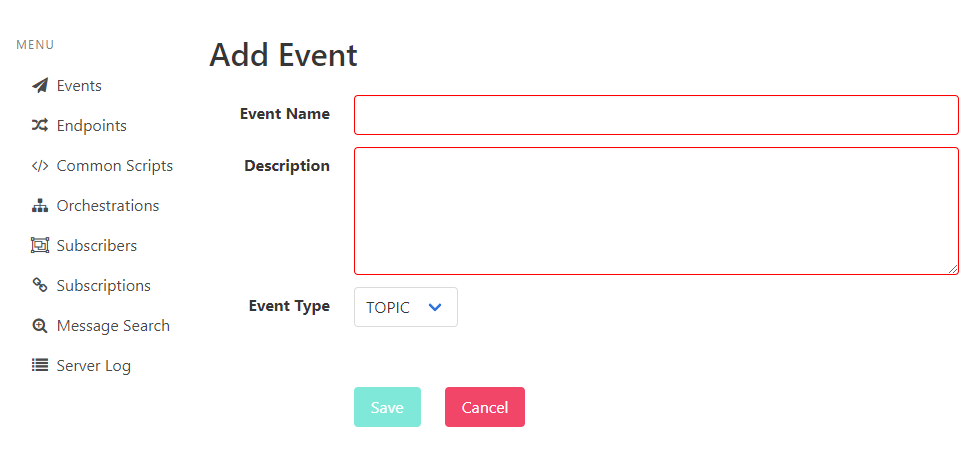 MENU
Events
Endpoints
Common Scripts
Orchestrations
Subscribers
Subscriptions
Message Search
Server Log
Add Event
Event Name
Description
Event Type
TOPIC
Save
Cancel